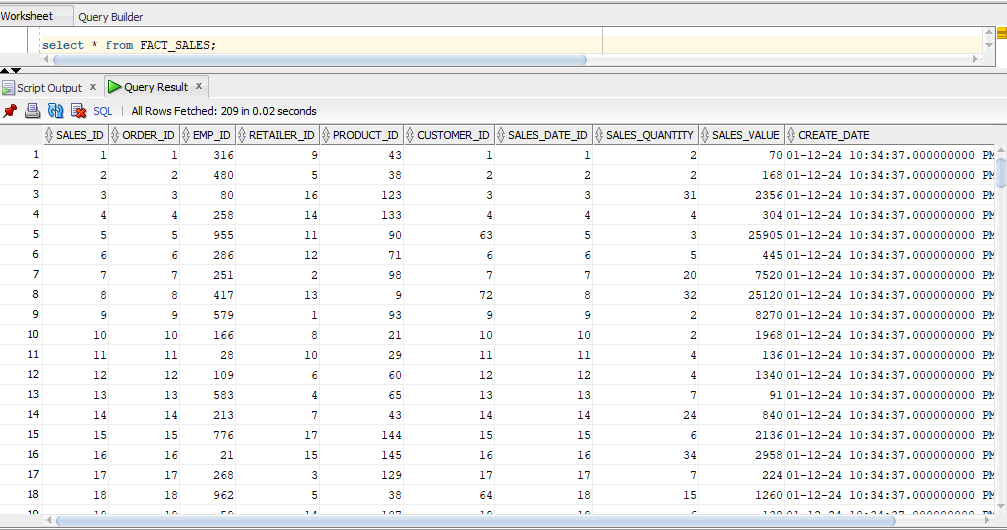 Worksheet Query Builder
select * from FACT_SALES;
Script Output x Query Result x
SQL | All Rows Fetched: 209 in 0.02 seconds
SALES_ID ORDER_ID EMP_ID RETAILER_ID PRODUCT_ID CUSTOMER_ID SALES_DATE_ID SALES_QUANTITY SALES_VALUE CREATE_DATE
1 1 1 316 9 43 1 1 2 70 01-12-24 10:34:37.000000000 PM
2 2 2 480 5 38 2 2 2 168 01-12-24 10:34:37.000000000 PM
3 3 3 80 16 123 3 3 31 2356 01-12-24 10:34:37.000000000 PM
4 4 4 258 14 133 4 4 4 304 01-12-24 10:34:37.000000000 PM
5 5 5 955 11 90 63 5 3 25905 01-12-24 10:34:37.000000000 PM
6 6 6 286 12 71 6 6 5 445 01-12-24 10:34:37.000000000 PM
7 7 7 251 2 98 7 7 20 7520 01-12-24 10:34:37.000000000 PM
8 8 8 417 13 9 72 8 32 25120 01-12-24 10:34:37.000000000 PM
9 9 9 579 1 93 9 9 2 8270 01-12-24 10:34:37.000000000 PM
10 10 10 166 8 21 10 10 2 1968 01-12-24 10:34:37.000000000 PM
11 11 11 28 10 29 11 11 4 136 01-12-24 10:34:37.000000000 PM
12 12 12 109 6 60 12 12 4 1340 01-12-24 10:34:37.000000000 PM
13 13 13 583 4 65 13 13 7 91 01-12-24 10:34:37.000000000 PM
14 14 14 213 7 43 14 14 24 840 01-12-24 10:34:37.000000000 PM
15 15 15 776 17 144 15 15 6 2136 01-12-24 10:34:37.000000000 PM
16 16 16 21 15 145 16 16 34 2958 01-12-24 10:34:37.000000000 PM
17 17 17 268 3 129 17 17 7 224 01-12-24 10:34:37.000000000 PM
18 18 18 962 5 38 64 18 15 1260 01-12-24 10:34:37.000000000 PM